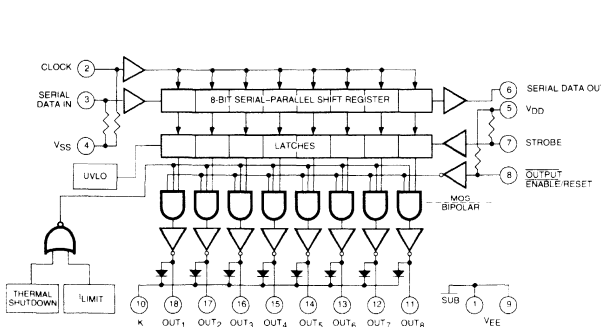 CLOCK 2
SERIAL DATA IN 3
VSS 4
8-BIT SERIAL-PARALLEL SHIFT REGISTER
6 SERIAL DATA OUT
5 VDD
LATCHES
7 STROBE
UVLO
8 OUTPUT ENABLE/RESET
MOS
BIPOLAR
THERMAL SHUTDOWN
ILIMIT
10 18 17 16 15 14 13 12 11
K OUT1 OUT2 OUT3 OUT4 OUT5 OUT6 OUT7 OUT8
SUB 1 9
VEE